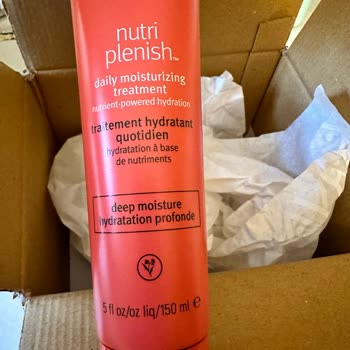 nutri
plenish™
daily moisturizing
treatment
nutrient-powered hydration
traitement hydratant
quotidien
hydratation à base
de nutriments
deep moisture
hydratation profonde
5 fl oz/oz liq/150 ml ℮